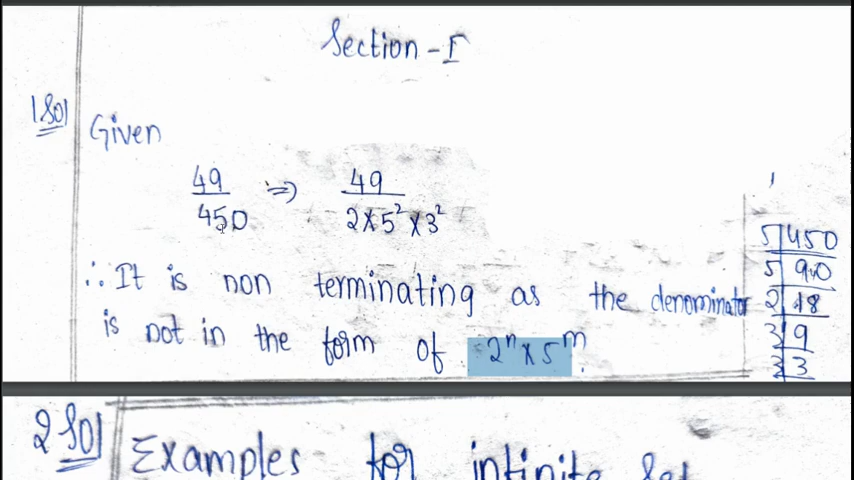 Section - I
1 Sol
Given
49/450 ⇒ 49/2×5²×3²
∴ It is non terminating as the denominator
is not in the form of 2ⁿ×5ᵐ.
5|450
5|90
2|18
3|9
3|3
2 Sol
Examples for infinite set